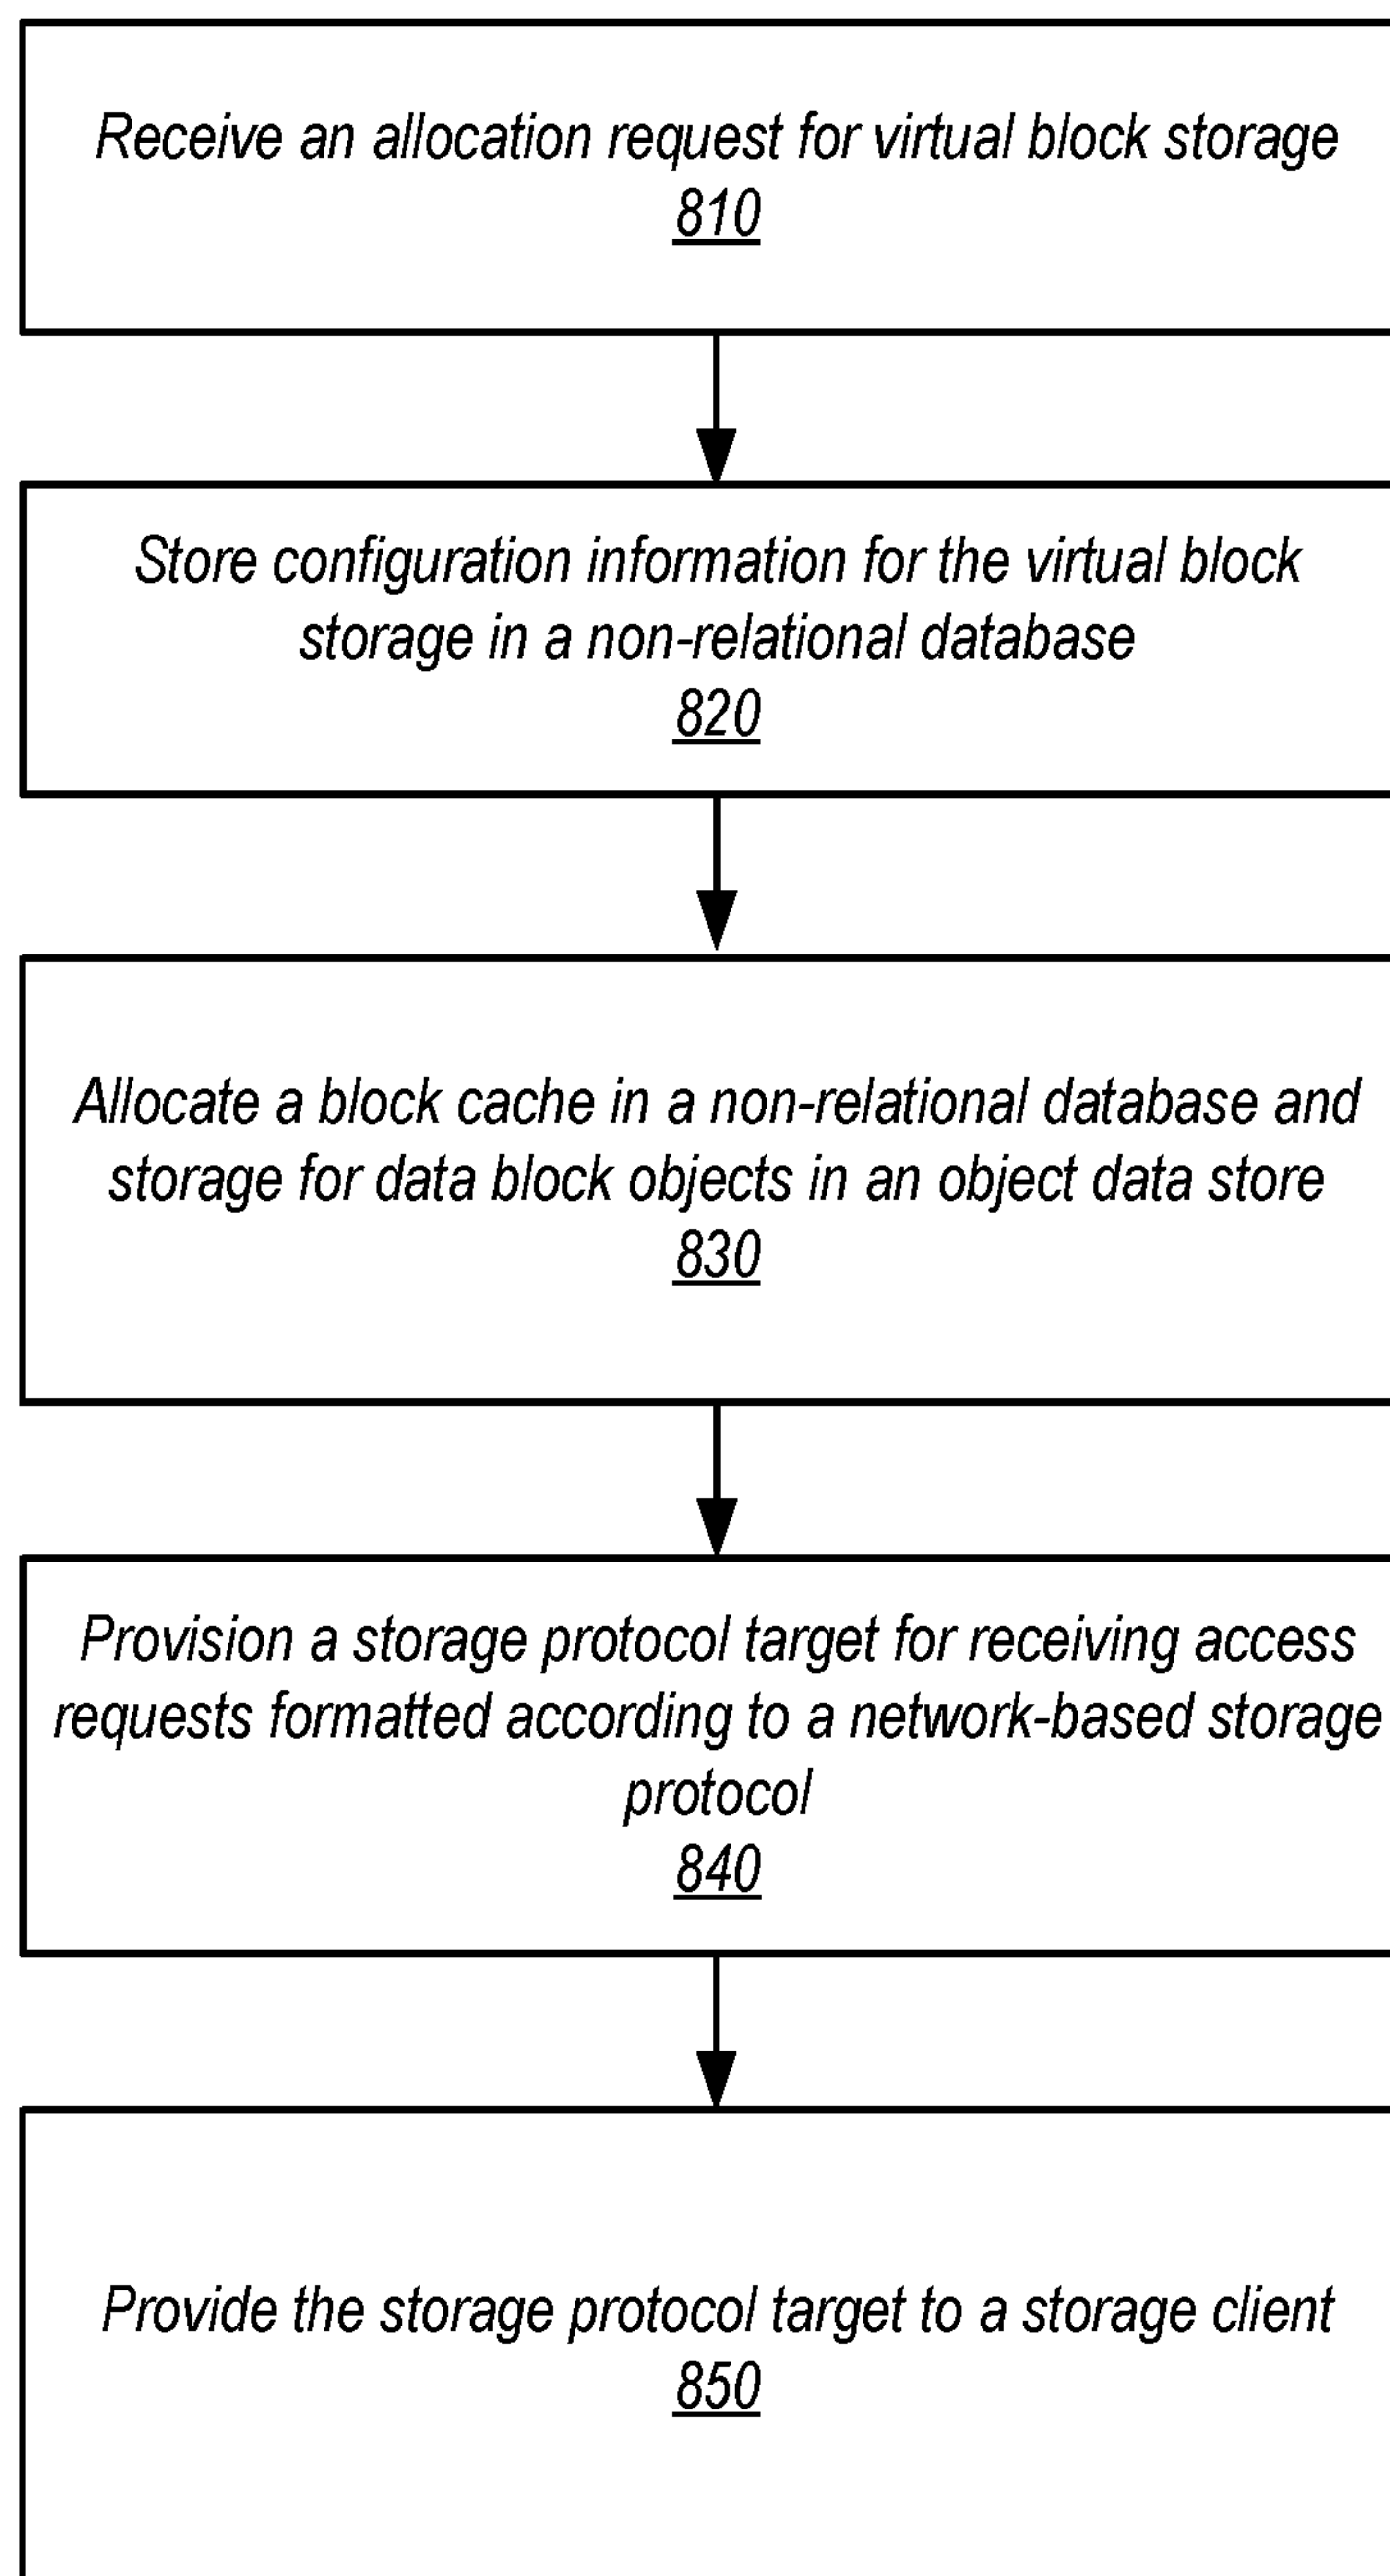 Receive an allocation request for virtual block storage
810
Store configuration information for the virtual block
storage in a non-relational database
820
Allocate a block cache in a non-relational database and
storage for data block objects in an object data store
830
Provision a storage protocol target for receiving access
requests formatted according to a network-based storage
protocol
840
Provide the storage protocol target to a storage client
850